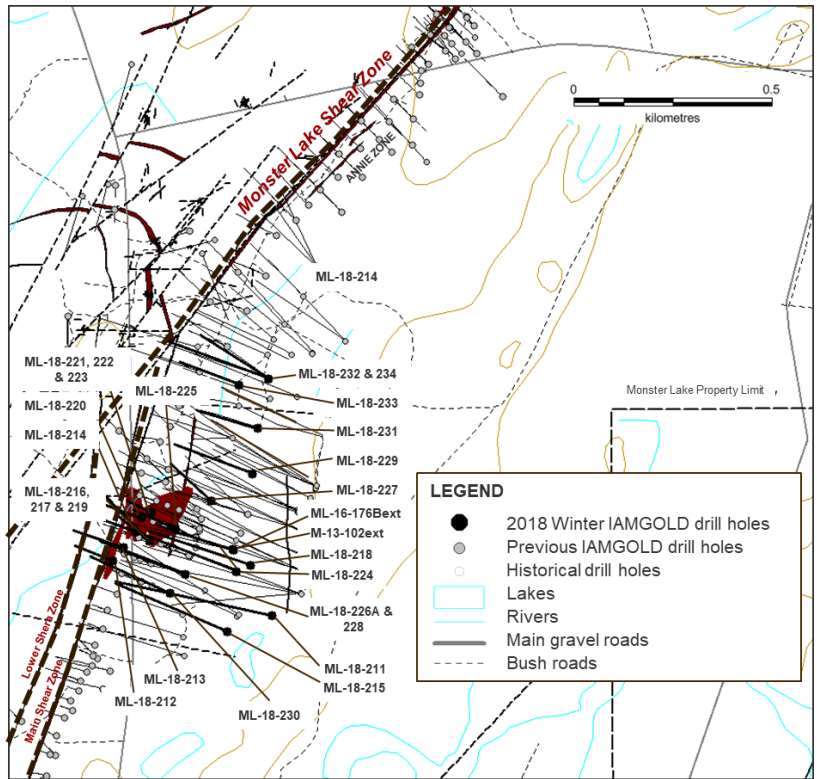 Monster Lake Shear Zone
ANNIE ZONE
0
0.5
kilometres
ML-18-214
ML-18-221, 222
& 223
ML-18-225
ML-18-220
ML-18-214
ML-18-216,
217 & 219
ML-18-232 & 234
ML-18-233
ML-18-231
ML-18-229
ML-18-227
ML-16-176Bext
M-13-102ext
ML-18-218
ML-18-224
ML-18-226A &
228
ML-18-211
ML-18-215
ML-18-230
ML-18-213
ML-18-212
Lower Shera Zone
Main Shear Zone
Monster Lake Property Limit
LEGEND
2018 Winter IAMGOLD drill holes
Previous IAMGOLD drill holes
Historical drill holes
Lakes
Rivers
Main gravel roads
Bush roads